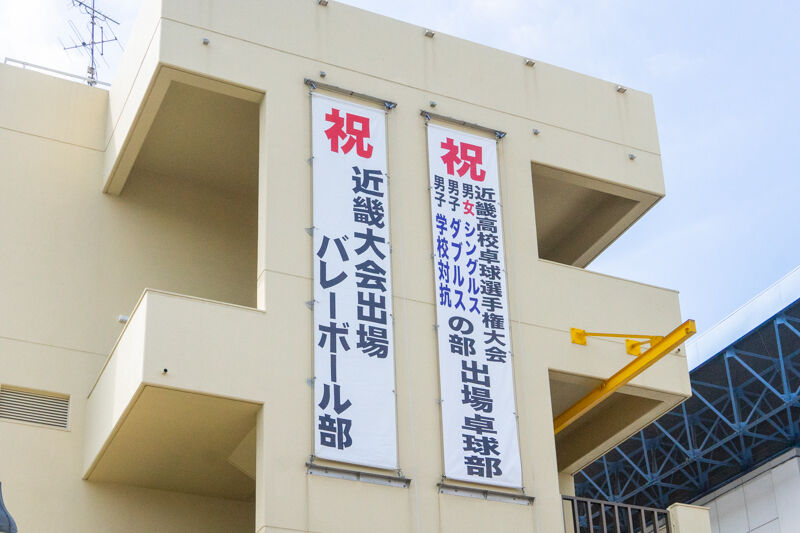 祝
近畿大会出場
バレーボール部
祝
近畿高校卓球選手権大会
男女シングルス
男子ダブルス
男子学校対抗
の部
出場卓球部